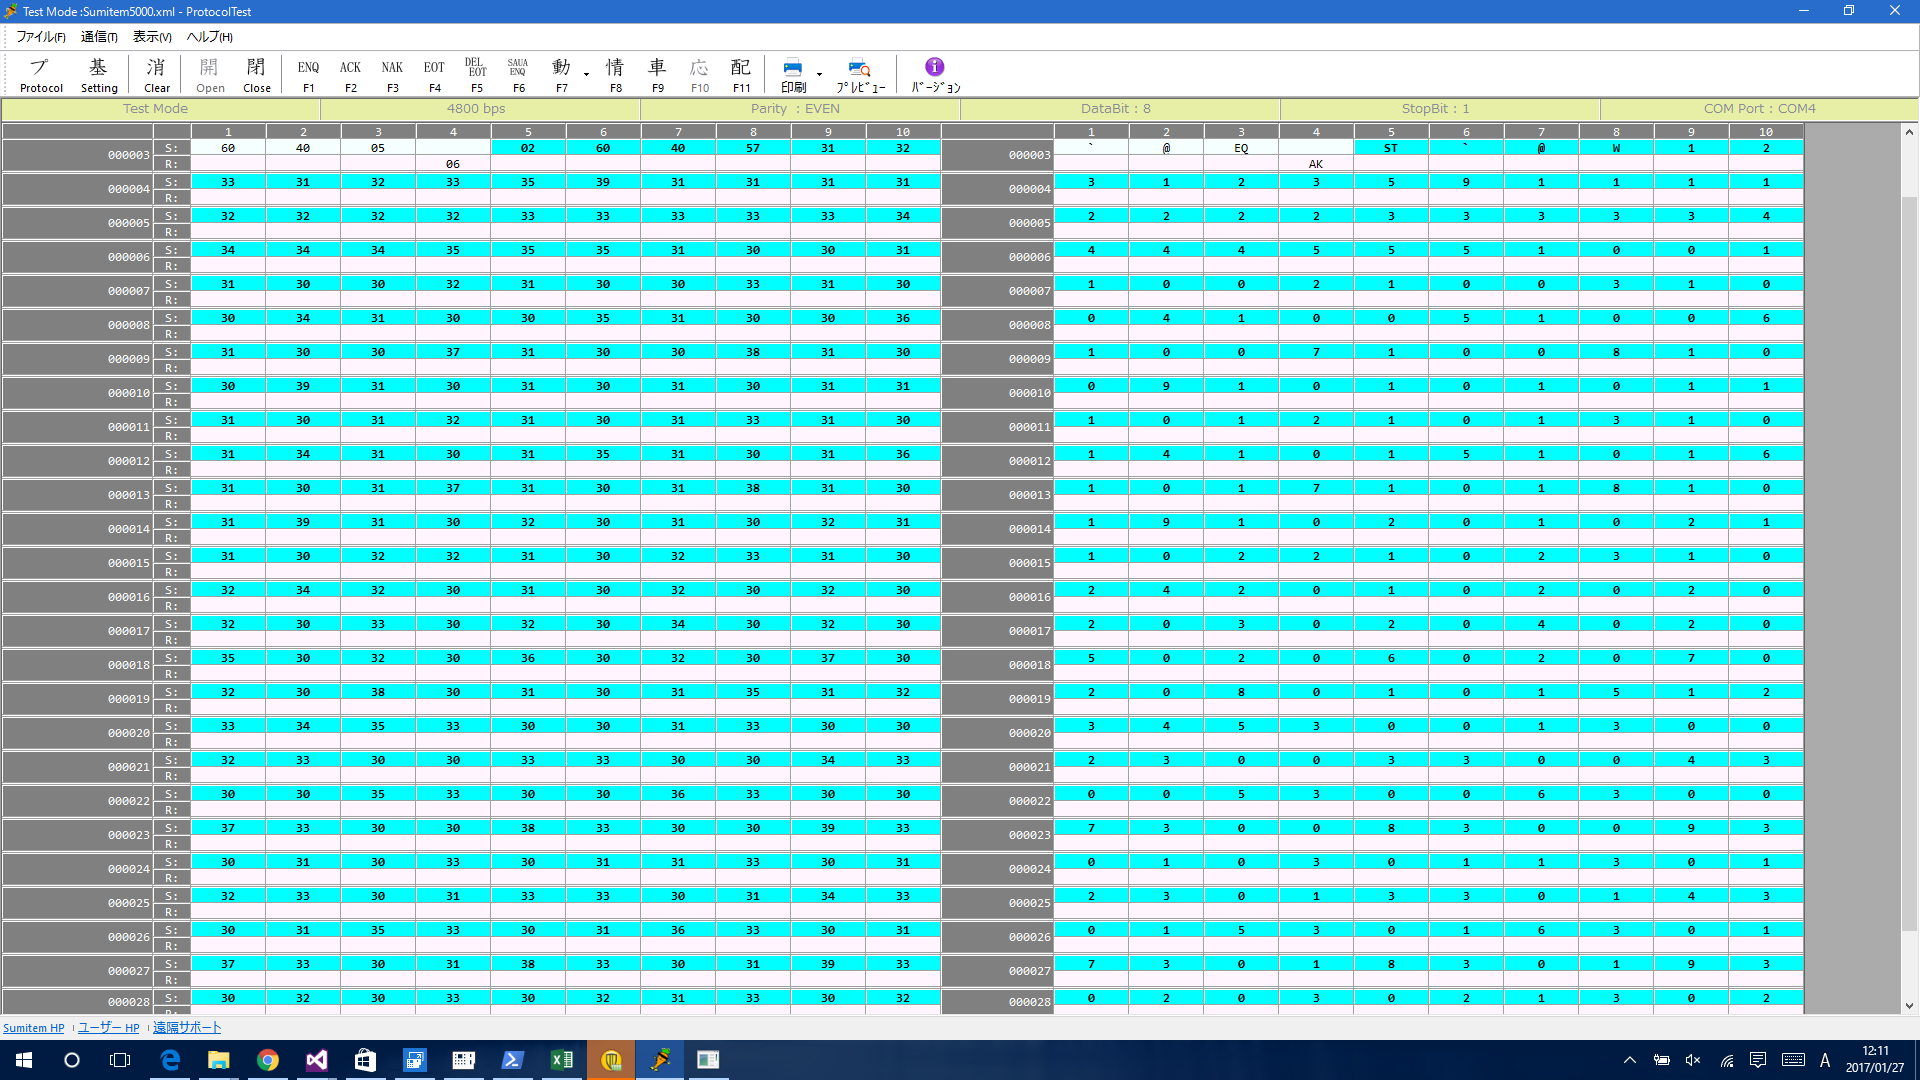 Test Mode :Sumitem5000.xml - ProtocolTest
ファイル(F) 通信(T) 表示(V) ヘルプ(H)
プ 基 消 開 閉 ENQ ACK NAK EOT DEL EOT SAUA ENQ 動 情 車 応 配
Protocol Setting Clear Open Close F1 F2 F3 F4 F5 F6 F7 F8 F9 F10 F11 印刷 プレビュー バージョン
Test Mode 4800 bps Parity : EVEN DataBit : 8 StopBit : 1 COM Port : COM4
1 2 3 4 5 6 7 8 9 10 1 2 3 4 5 6 7 8 9 10
000003 S: 60 40 05 02 60 40 57 31 32 000003 ` @ EQ ST ` @ W 1 2
R: 06 AK
000004 S: 33 31 32 33 35 39 31 31 31 31 000004 3 1 2 3 5 9 1 1 1 1
R:
000005 S: 32 32 32 32 33 33 33 33 33 34 000005 2 2 2 2 3 3 3 3 3 4
R:
000006 S: 34 34 34 35 35 35 31 30 30 31 000006 4 4 4 5 5 5 1 0 0 1
R:
000007 S: 31 30 30 32 31 30 30 33 31 30 000007 1 0 0 2 1 0 0 3 1 0
R:
000008 S: 30 34 31 30 30 35 31 30 30 36 000008 0 4 1 0 0 5 1 0 0 6
R:
000009 S: 31 30 30 37 31 30 30 38 31 30 000009 1 0 0 7 1 0 0 8 1 0
R:
000010 S: 30 39 31 30 31 30 31 30 31 31 000010 0 9 1 0 1 0 1 0 1 1
R:
000011 S: 31 30 31 32 31 30 31 33 31 30 000011 1 0 1 2 1 0 1 3 1 0
R:
000012 S: 31 34 31 30 31 35 31 30 31 36 000012 1 4 1 0 1 5 1 0 1 6
R:
000013 S: 31 30 31 37 31 30 31 38 31 30 000013 1 0 1 7 1 0 1 8 1 0
R:
000014 S: 31 39 31 30 32 30 31 30 32 31 000014 1 9 1 0 2 0 1 0 2 1
R:
000015 S: 31 30 32 32 31 30 32 33 31 30 000015 1 0 2 2 1 0 2 3 1 0
R:
000016 S: 32 34 32 30 31 30 32 30 32 30 000016 2 4 2 0 1 0 2 0 2 0
R:
000017 S: 32 30 33 30 32 30 34 30 32 30 000017 2 0 3 0 2 0 4 0 2 0
R:
000018 S: 35 30 32 30 36 30 32 30 37 30 000018 5 0 2 0 6 0 2 0 7 0
R:
000019 S: 32 30 38 30 31 30 31 35 31 32 000019 2 0 8 0 1 0 1 5 1 2
R:
000020 S: 33 34 35 33 30 30 31 33 30 30 000020 3 4 5 3 0 0 1 3 0 0
R:
000021 S: 32 33 30 30 33 33 30 30 34 33 000021 2 3 0 0 3 3 0 0 4 3
R:
000022 S: 30 30 35 33 30 30 36 33 30 30 000022 0 0 5 3 0 0 6 3 0 0
R:
000023 S: 37 33 30 30 38 33 30 30 39 33 000023 7 3 0 0 8 3 0 0 9 3
R:
000024 S: 30 31 30 33 30 31 31 33 30 31 000024 0 1 0 3 0 1 1 3 0 1
R:
000025 S: 32 33 30 31 33 33 30 31 34 33 000025 2 3 0 1 3 3 0 1 4 3
R:
000026 S: 30 31 35 33 30 31 36 33 30 31 000026 0 1 5 3 0 1 6 3 0 1
R:
000027 S: 37 33 30 31 38 33 30 31 39 33 000027 7 3 0 1 8 3 0 1 9 3
R:
000028 S: 30 32 30 33 30 32 31 33 30 32 000028 0 2 0 3 0 2 1 3 0 2
R:
Sumitem HP ユーザー HP 遠隔サポート
A 12:11
2017/01/27